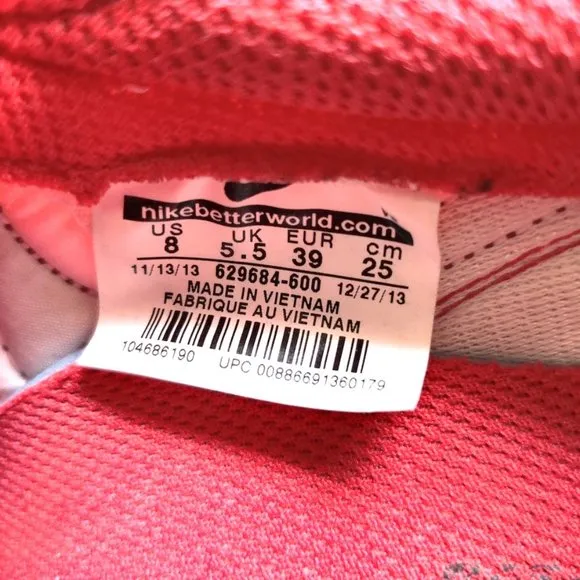 nikebetterworld.com
US UK EUR cm
8 5.5 39 25
11/13/13 629684-600 12/27/13
MADE IN VIETNAM
FABRIQUE AU VIETNAM
104686190 UPC 00886691360179